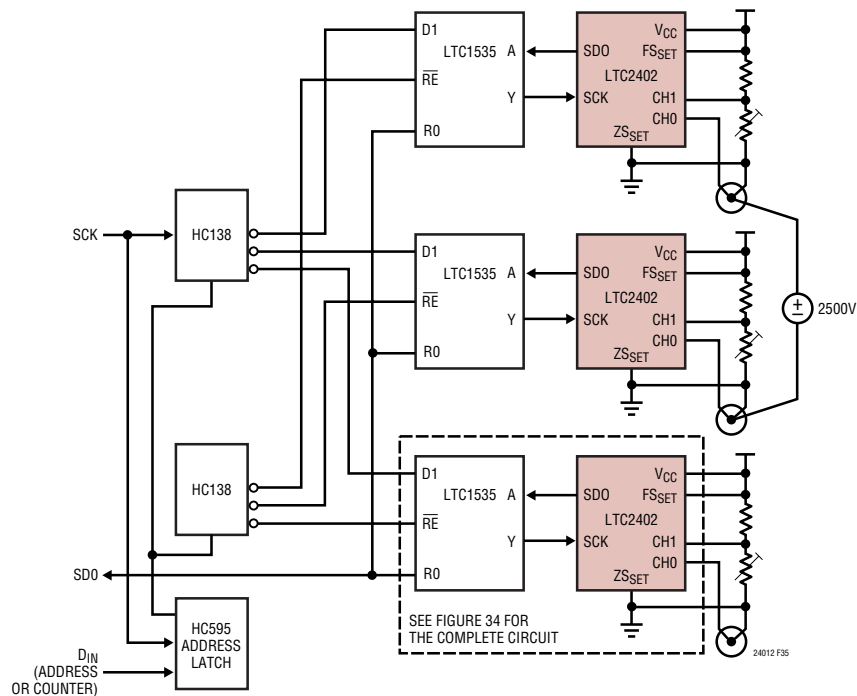 D1
LTC1535 A
RE
Y
R0
SDO
LTC2402
SCK
VCC
FSSET
CH1
CH0
ZSSET
SCK
HC138
D1
LTC1535 A
RE
Y
R0
SDO
LTC2402
SCK
VCC
FSSET
CH1
CH0
ZSSET
2500V
HC138
SD0
HC595
ADDRESS
LATCH
DIN
(ADDRESS
OR COUNTER)
D1
LTC1535 A
RE
Y
R0
SDO
LTC2402
SCK
VCC
FSSET
CH1
CH0
ZSSET
SEE FIGURE 34 FOR
THE COMPLETE CIRCUIT
24012 F35